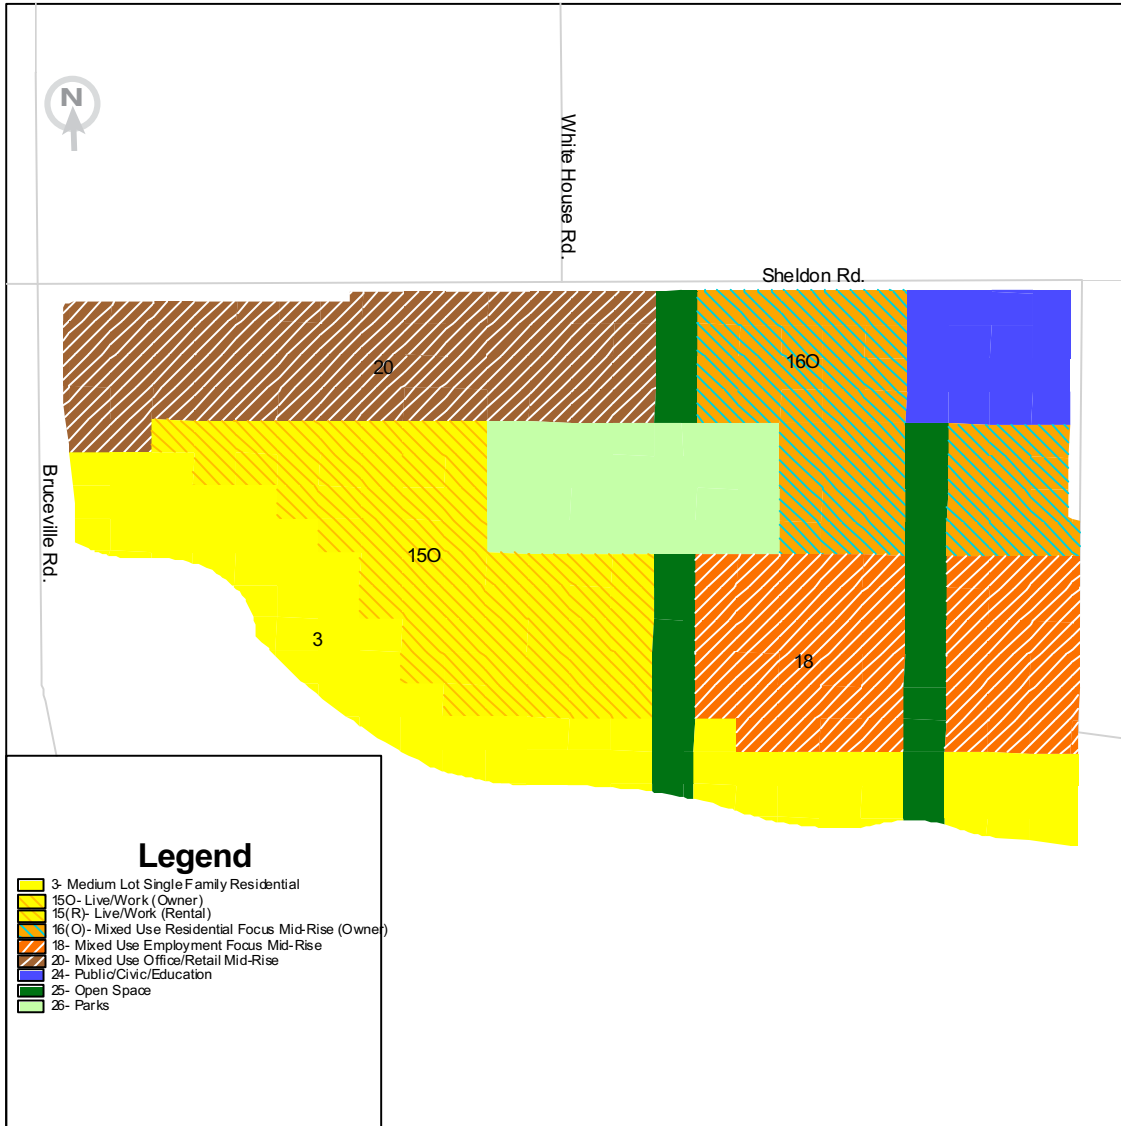 N
White House Rd.
Sheldon Rd.
16O
20
Bruceville Rd.
15O
3
18
Legend
3- Medium Lot Single Family Residential
15O- Live/Work (Owner)
15(R)- Live/Work (Rental)
16(O)- Mixed Use Residential Focus Mid-Rise (Owner)
18- Mixed Use Employment Focus Mid-Rise
20- Mixed Use Office/Retail Mid-Rise
24- Public/Civic/Education
25- Open Space
26- Parks